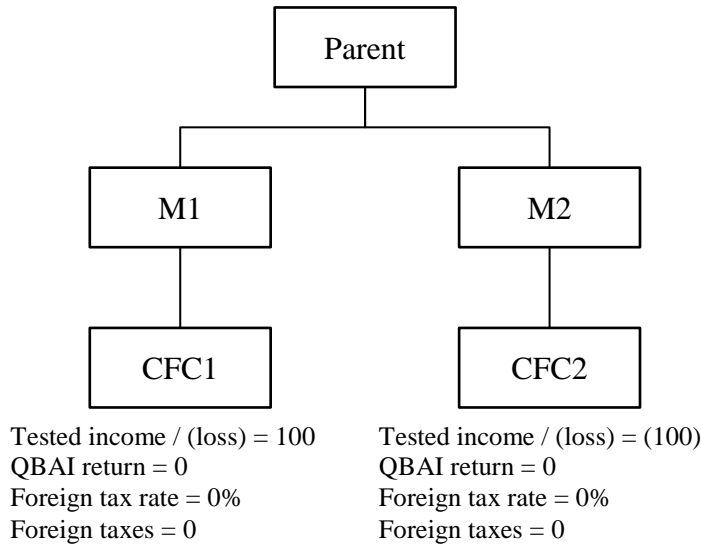 Parent
M1
M2
CFC1
CFC2
Tested income / (loss) = 100
QBAI return = 0
Foreign tax rate = 0%
Foreign taxes = 0
Tested income / (loss) = (100)
QBAI return = 0
Foreign tax rate = 0%
Foreign taxes = 0